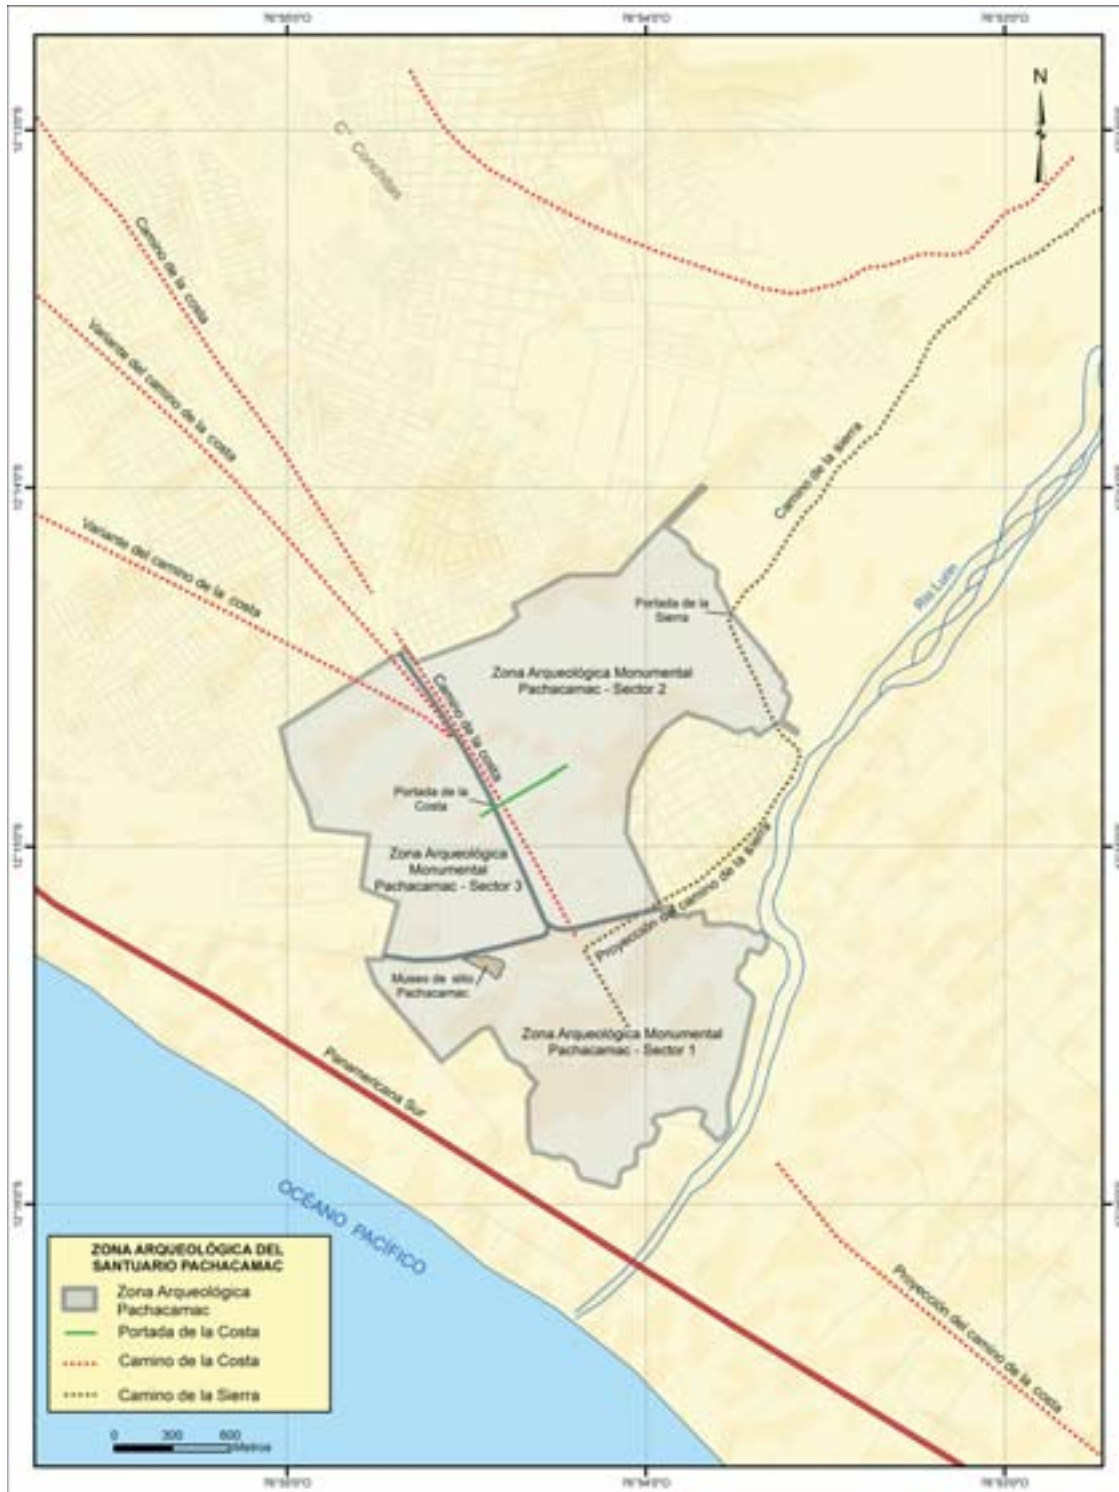 N
C° Conchitas
Camino de la costa
Variante del camino de la costa
Variante del camino de la costa
Camino de la sierra
Río Lurín
Portada de la
Sierra
Zona Arqueológica Monumental
Pachacamac - Sector 2
Camino de la costa
Portada de la
Costa
Zona Arqueológica
Monumental
Pachacamac - Sector 3
Proyección del camino de la sierra
Museo de sitio
Pachacamac
Zona Arqueológica Monumental
Pachacamac - Sector 1
Panamericana Sur
OCÉANO PACÍFICO
Proyección del camino de la costa
ZONA ARQUEOLÓGICA DEL
SANTUARIO PACHACAMAC
Zona Arqueológica
Pachacamac
Portada de la Costa
Camino de la Costa
Camino de la Sierra
0 300 600
Metros